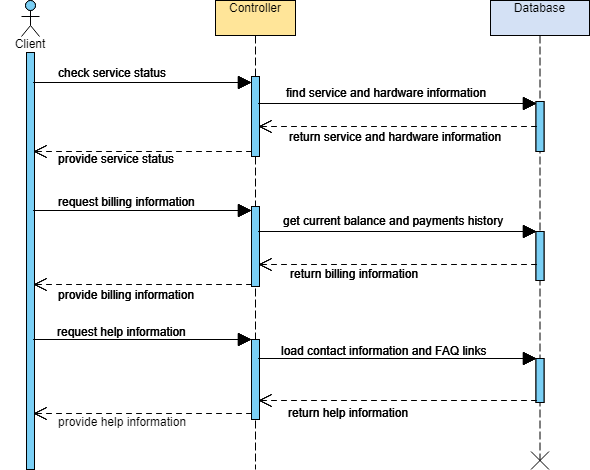 Controller
Database
Client
check service status
find service and hardware information
return service and hardware information
provide service status
request billing information
get current balance and payments history
return billing information
provide billing information
request help information
load contact information and FAQ links
return help information
provide help information